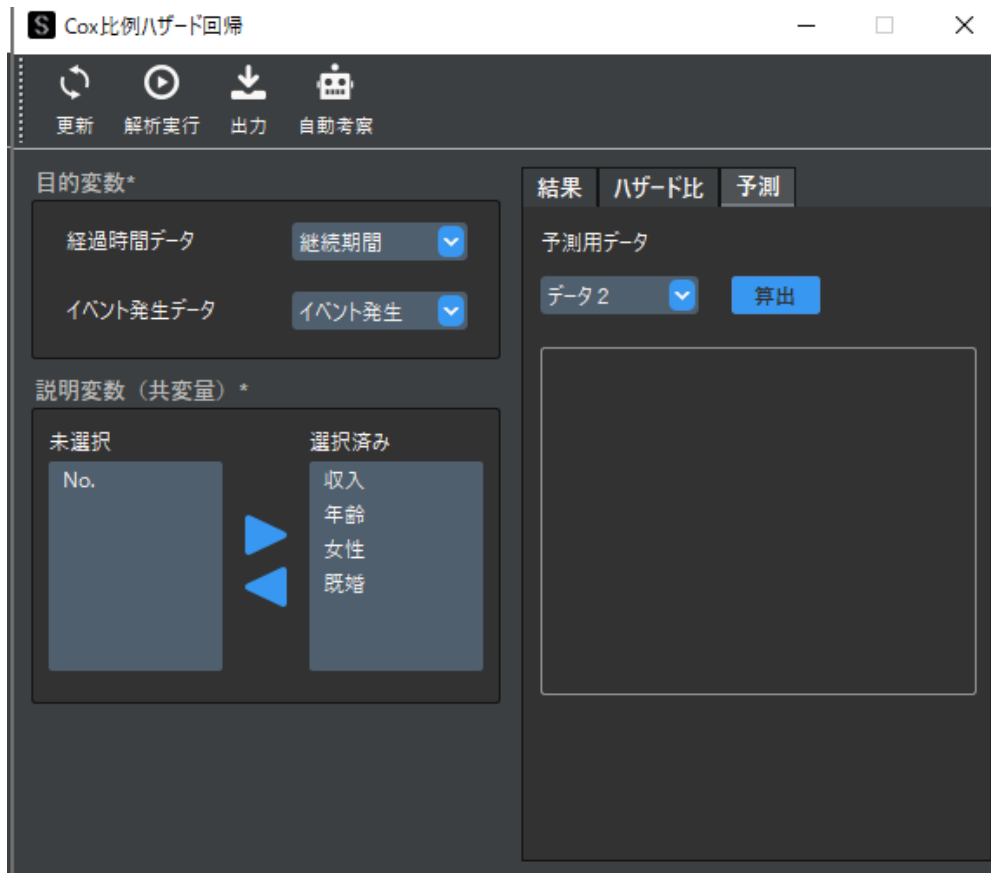 S Cox比例ハザード回帰
更新 解析実行 出力 自動考察
目的変数*
経過時間データ 継続期間
イベント発生データ イベント発生
説明変数（共変量）*
未選択 選択済み
No.
収入
年齢
女性
既婚
結果 ハザード比 予測
予測用データ
データ2 算出